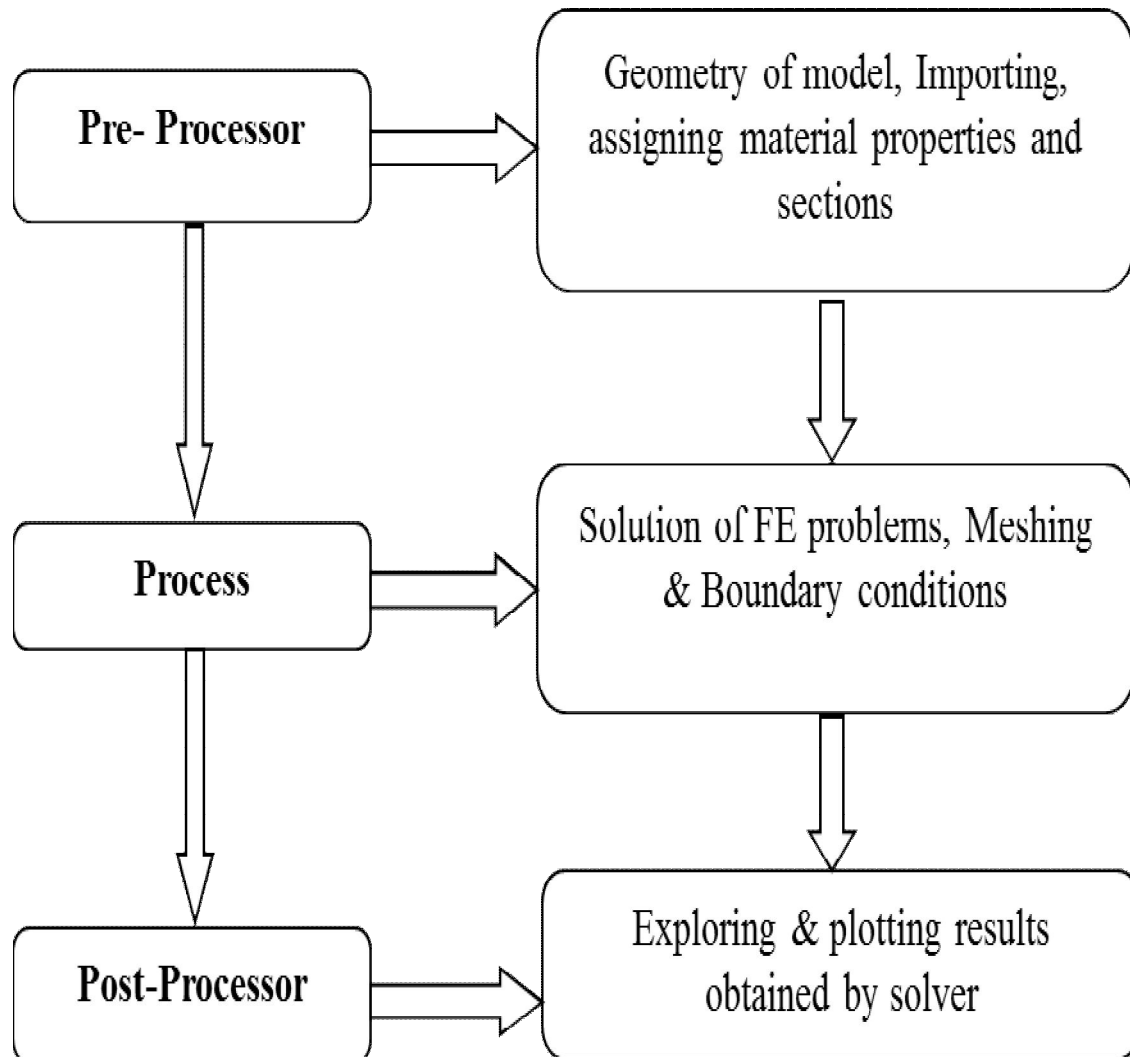 Pre- Processor
Geometry of model, Importing,
assigning material properties and
sections
Process
Solution of FE problems, Meshing
& Boundary conditions
Post-Processor
Exploring & plotting results
obtained by solver